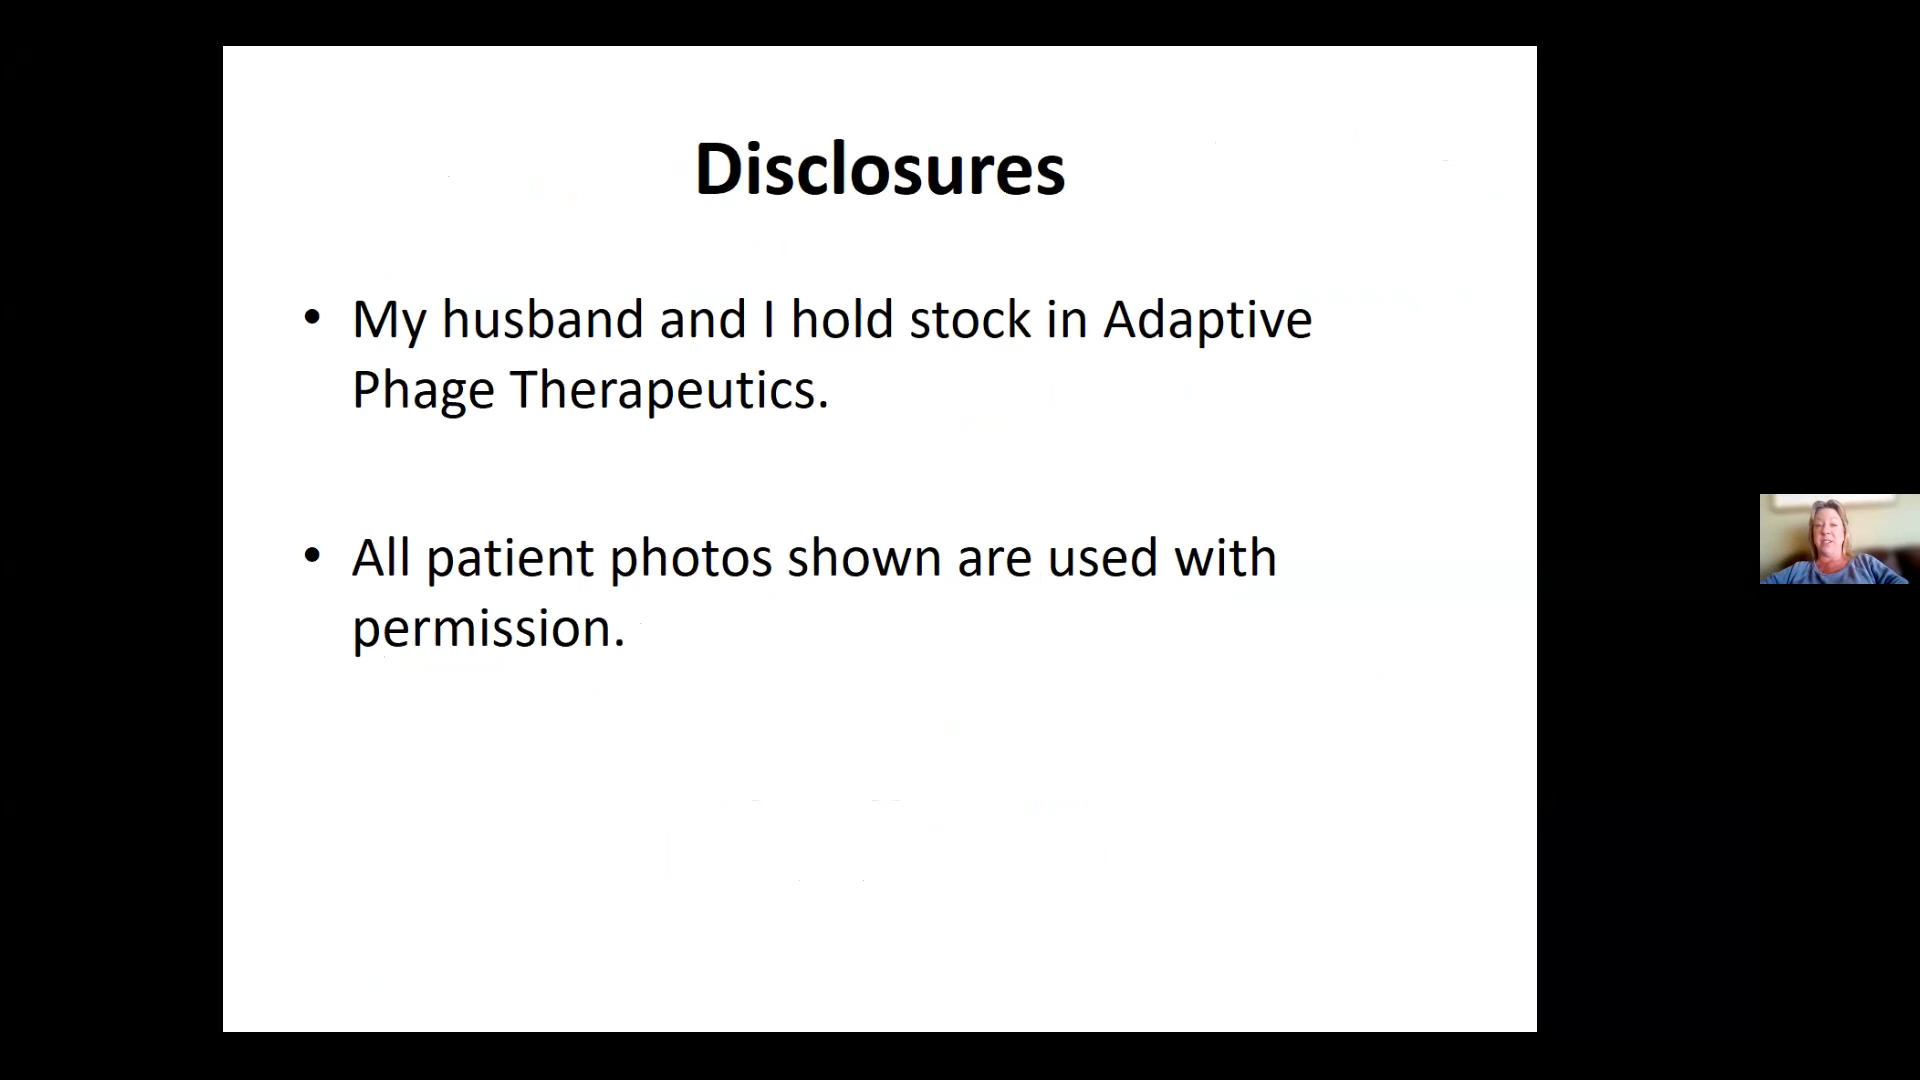 Disclosures
• My husband and I hold stock in Adaptive
Phage Therapeutics.
• All patient photos shown are used with
permission.